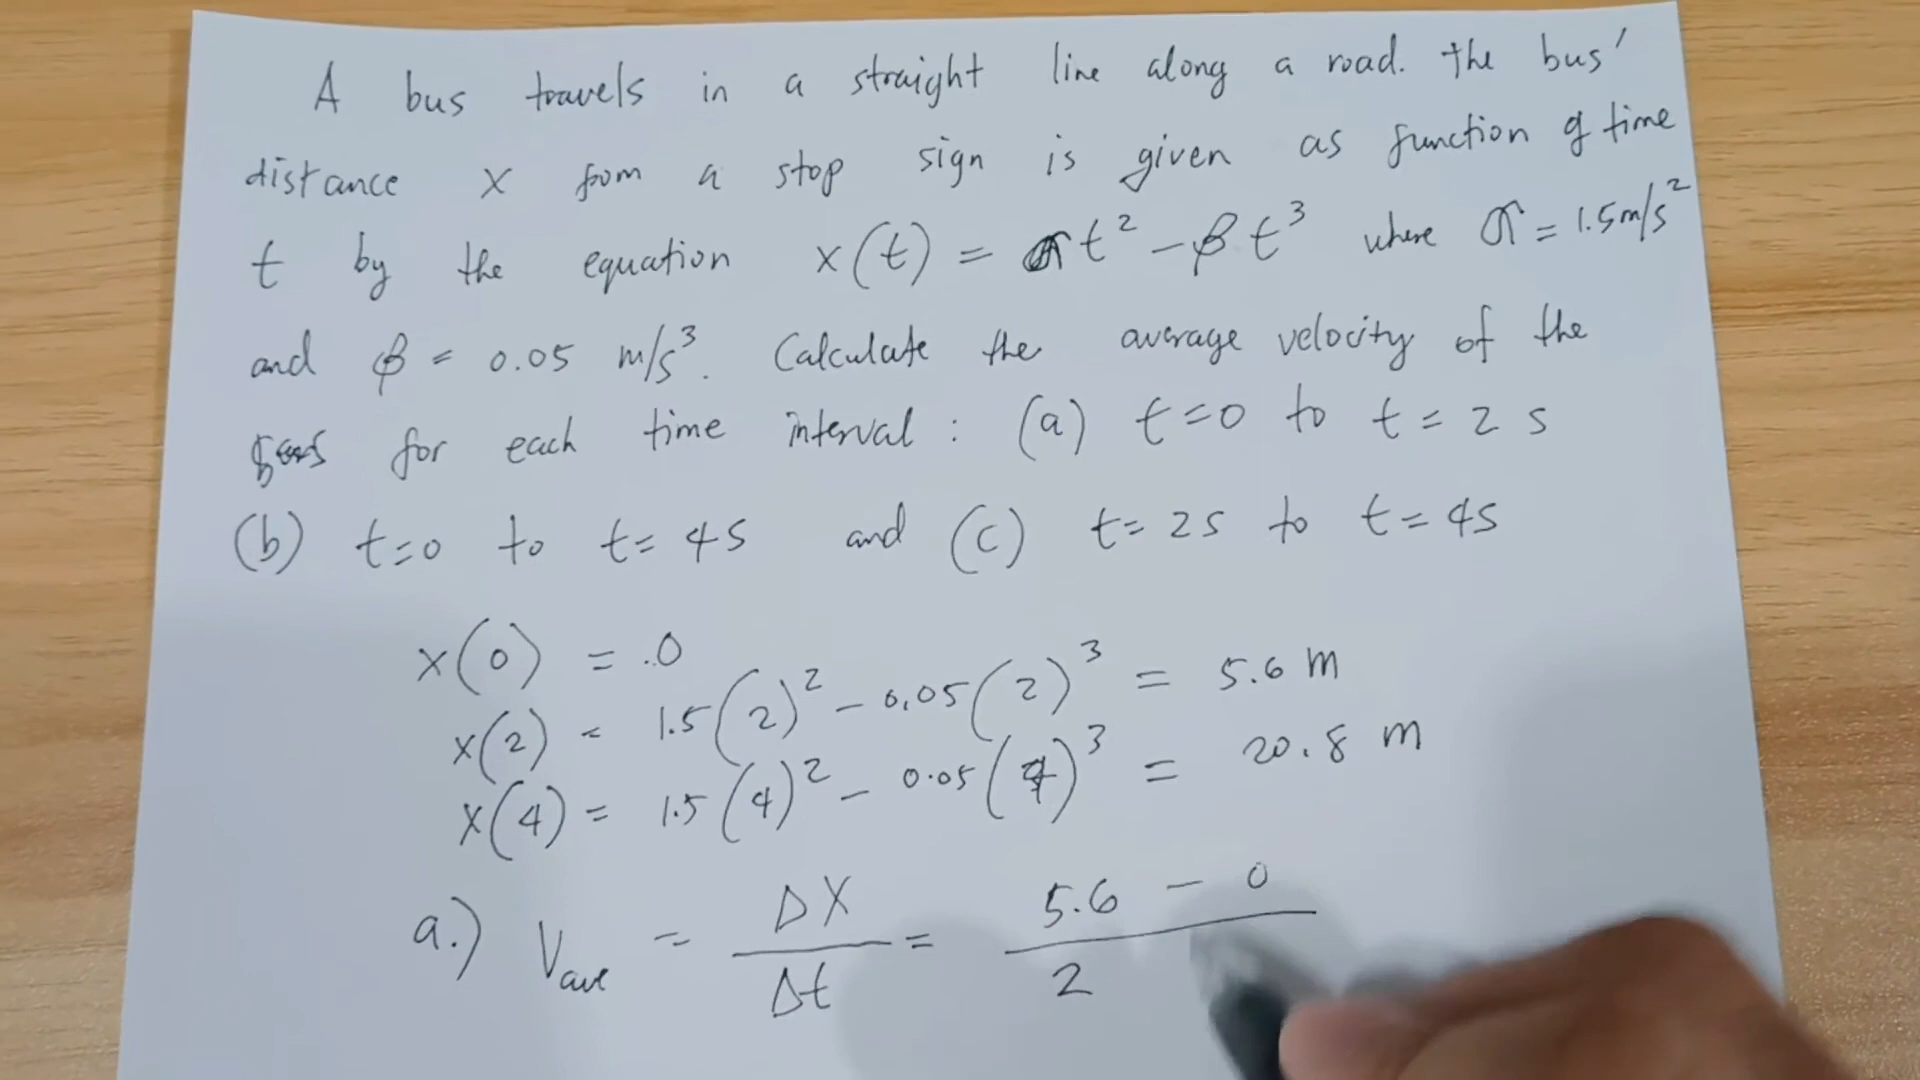 A bus travels in a straight line along a road. the bus'
distance x from a stop sign is given as function of time
t by the equation x(t) = αt² - βt³ where α = 1.5 m/s²
and β = 0.05 m/s³. Calculate the average velocity of the
for each time interval : (a) t=0 to t = 2 s
(b) t=0 to t= 4s and (c) t= 2s to t= 4s
x(0) = .0
x(2) = 1.5(2)² - 0.05(2)³ = 5.6 m
x(4) = 1.5(4)² - 0.05(4)³ = 20.8 m
a.) Vave = ΔX/Δt = 5.6 - 0/2